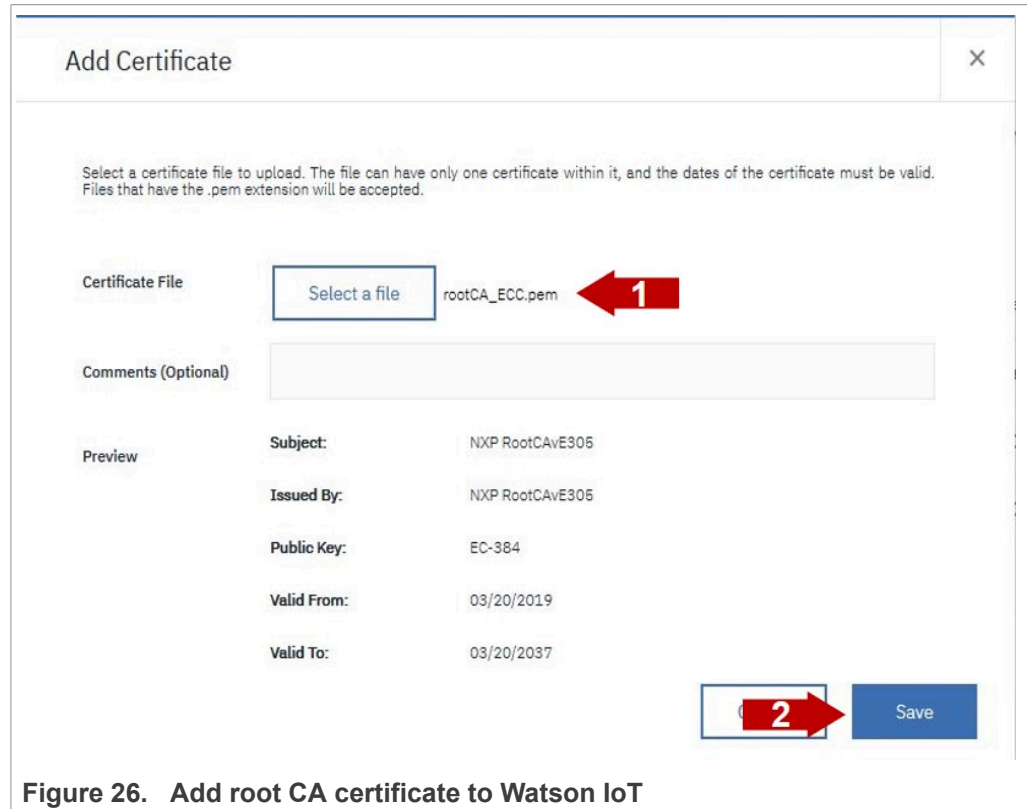 Add Certificate
Select a certificate file to upload. The file can have only one certificate within it, and the dates of the certificate must be valid.
Files that have the .pem extension will be accepted.
Certificate File
Select a file
rootCA_ECC.pem
1
Comments (Optional)
Preview
Subject: NXP RootCAvE305
Issued By: NXP RootCAvE305
Public Key: EC-384
Valid From: 03/20/2019
Valid To: 03/20/2037
2
Save
Figure 26. Add root CA certificate to Watson IoT